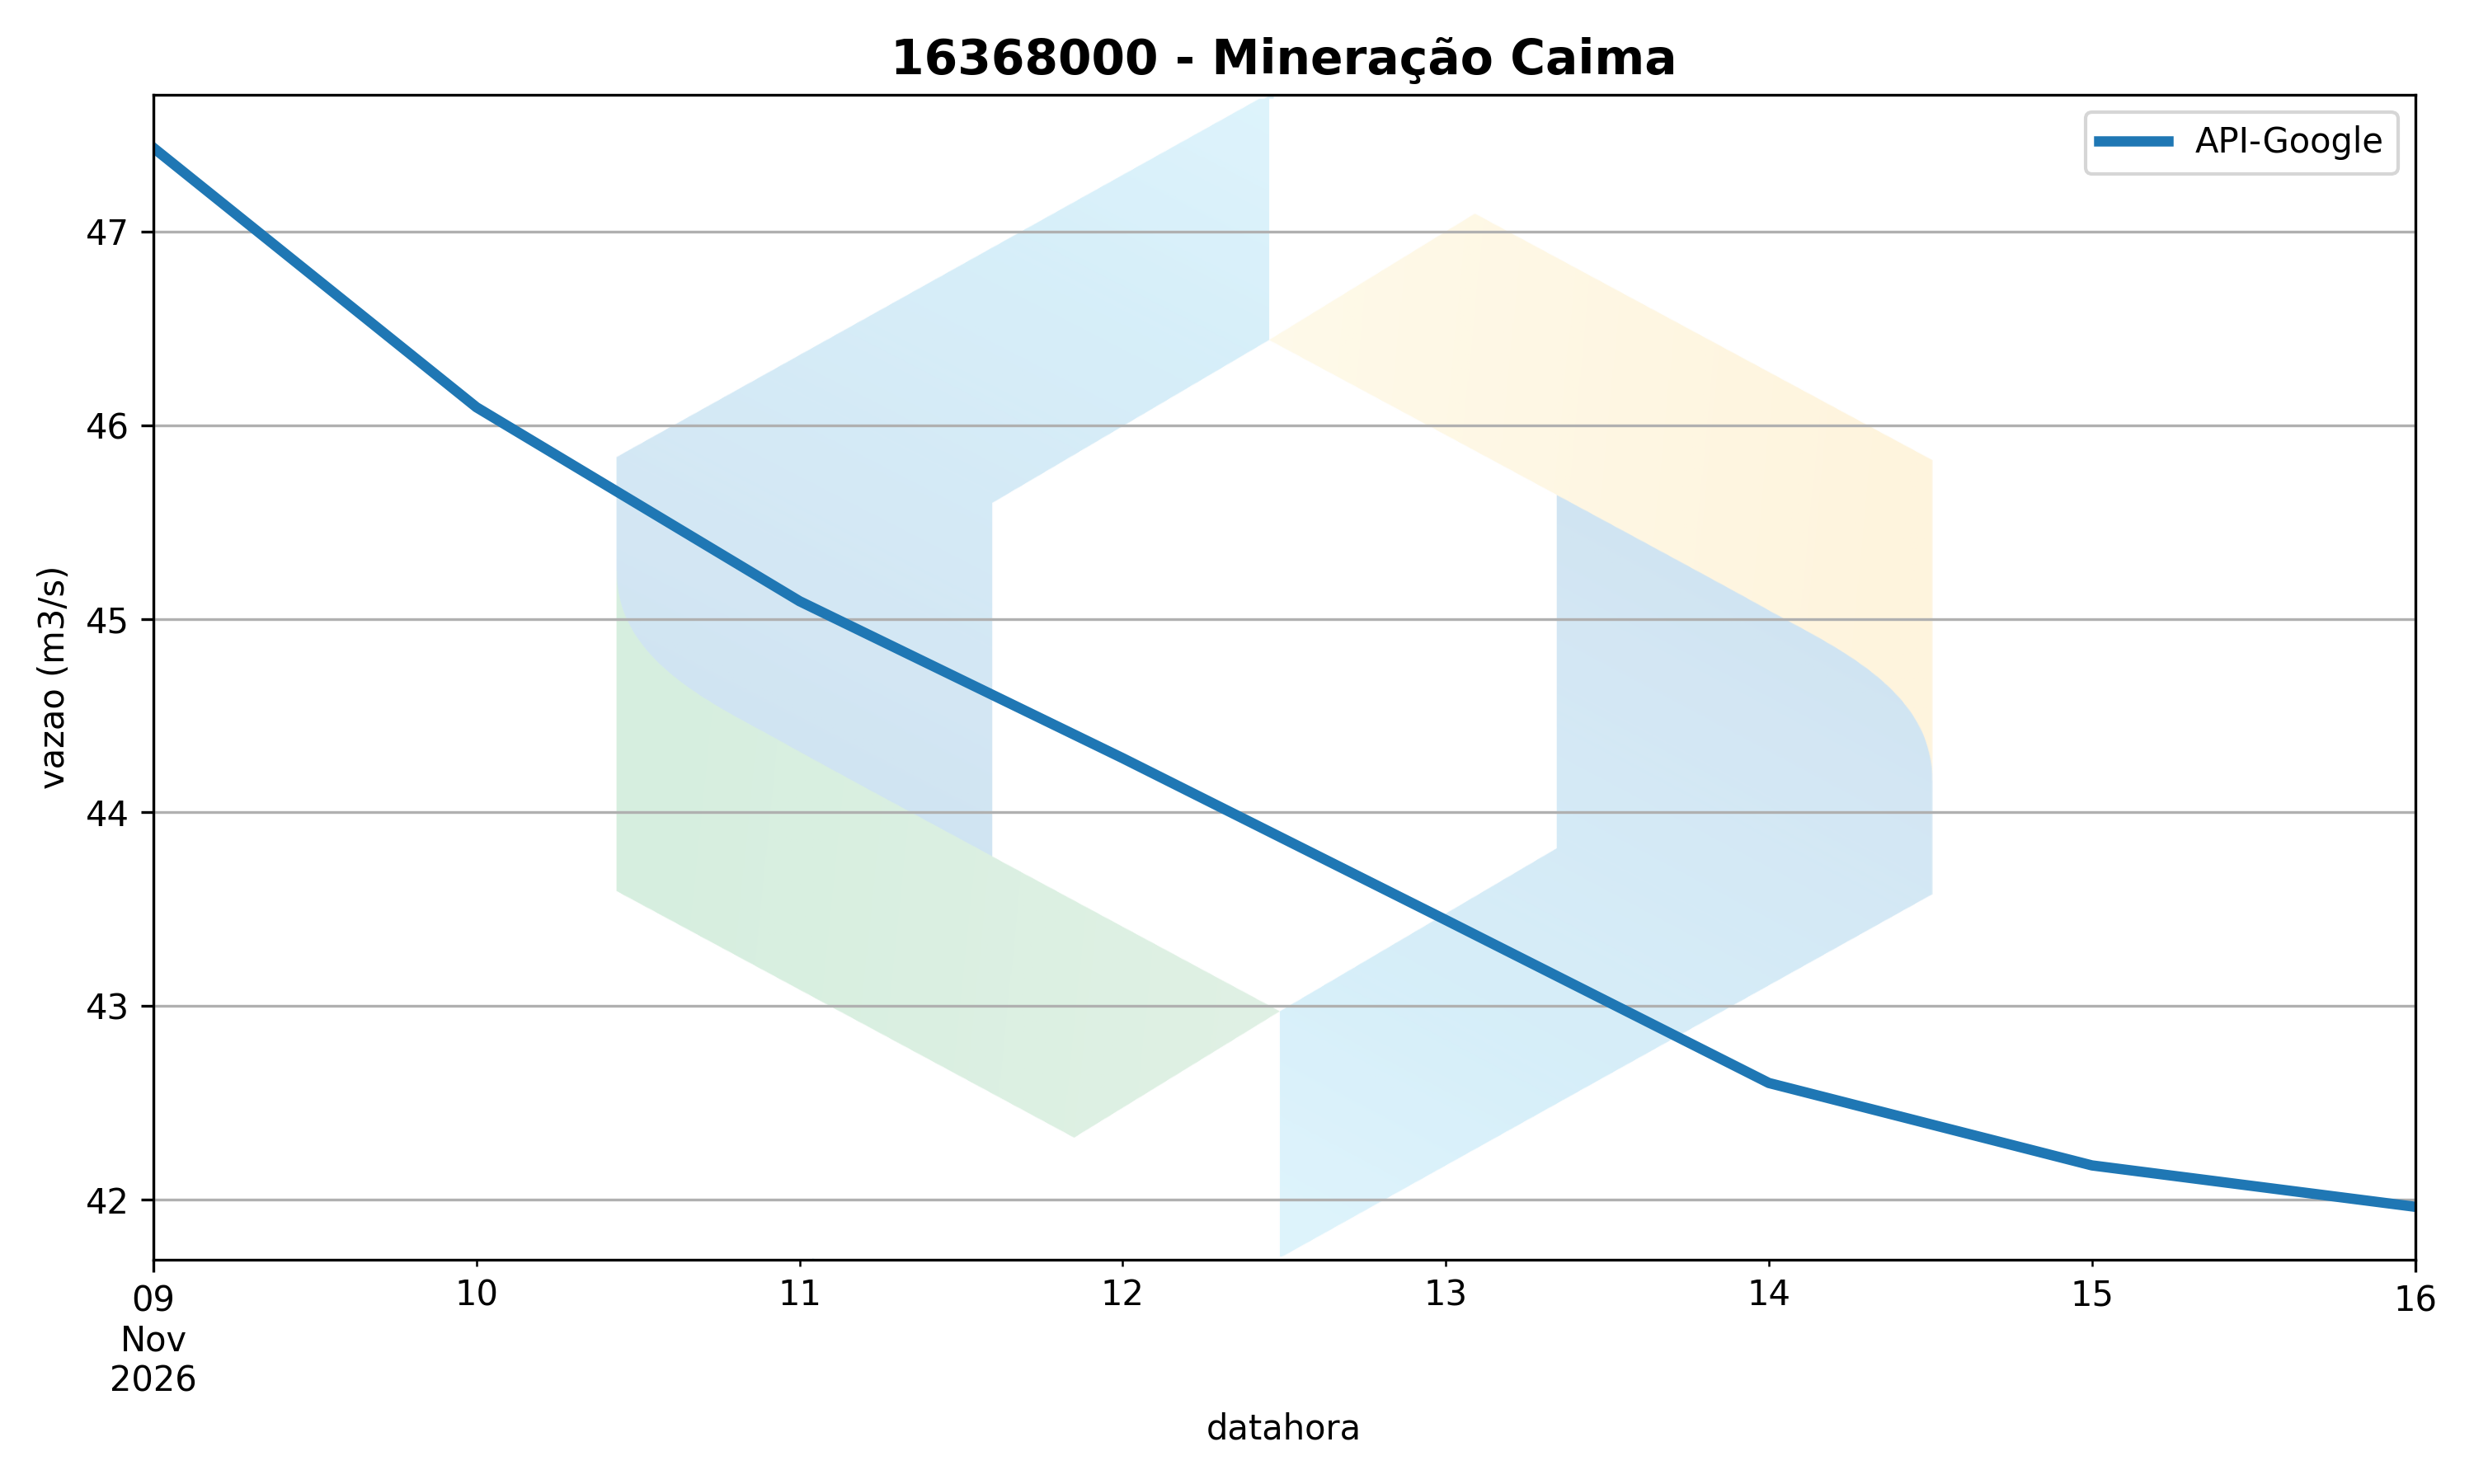 16368000 - Mineração Caima
API-Google
47
46
45
44
43
42
vazao (m3/s)
09 10 11 12 13 14 15 16
Nov
2026
datahora